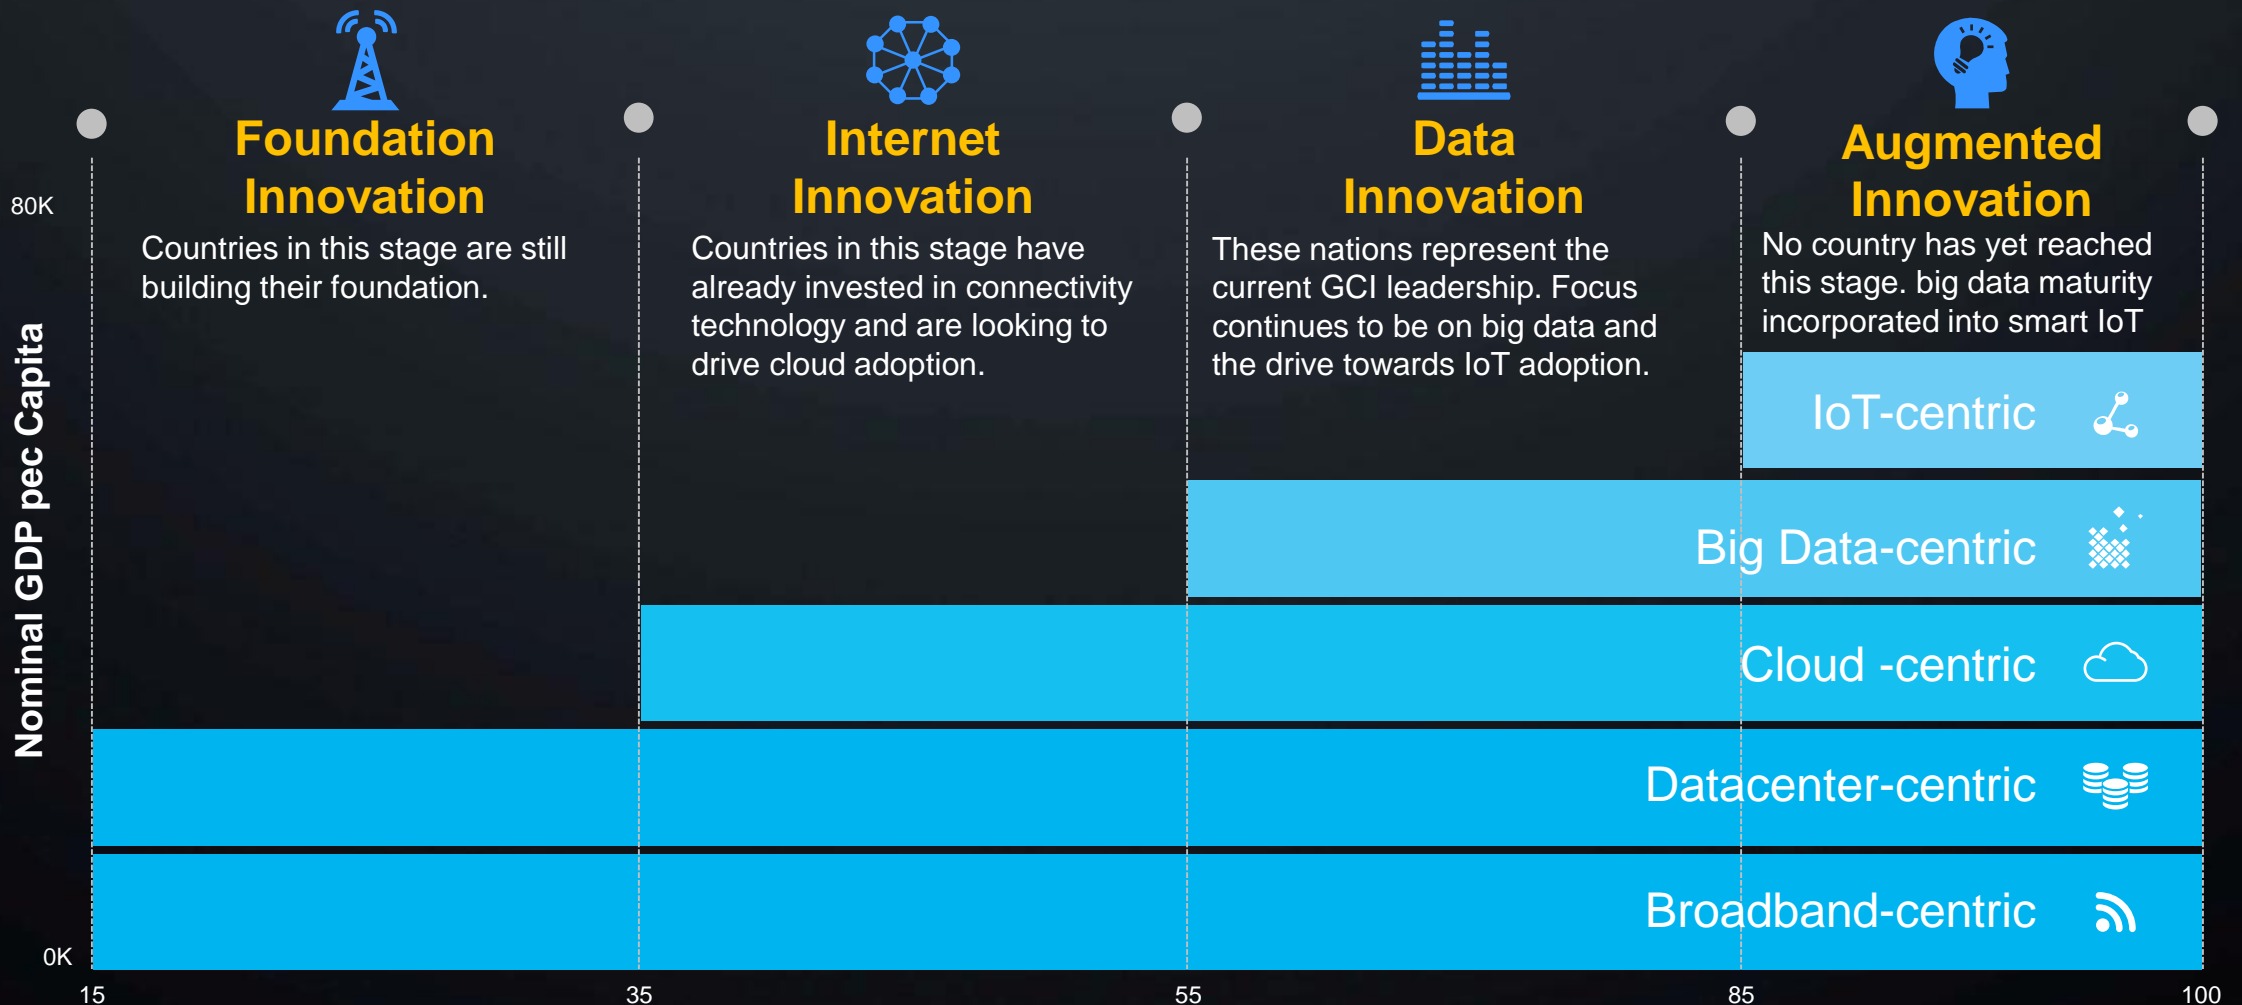 Foundation
Innovation
Countries in this stage are still
building their foundation.
Internet
Innovation
Countries in this stage have
already invested in connectivity
technology and are looking to
drive cloud adoption.
Data
Innovation
These nations represent the
current GCI leadership. Focus
continues to be on big data and
the drive towards IoT adoption.
Augmented
Innovation
No country has yet reached
this stage. big data maturity
incorporated into smart IoT
80K
Nominal GDP pec Capita
0K
IoT-centric
Big Data-centric
Cloud -centric
Datacenter-centric
Broadband-centric
15
35
55
85
100